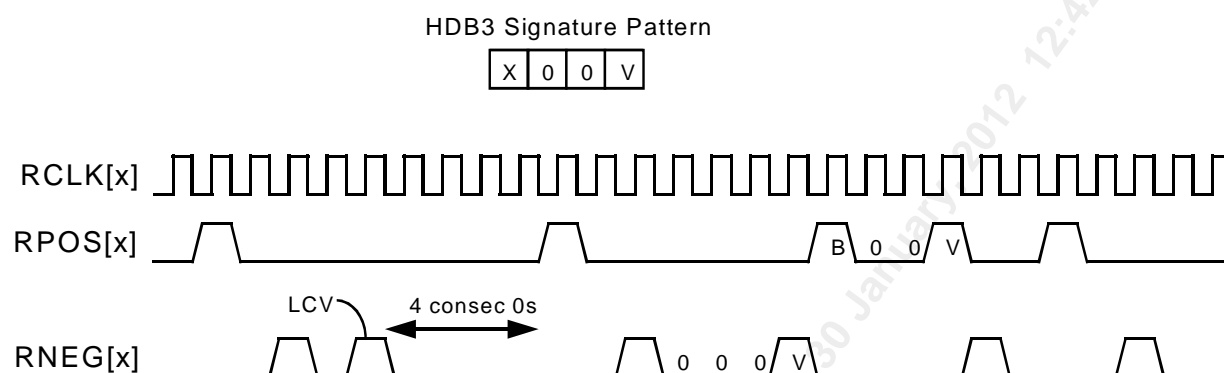 HDB3 Signature Pattern
X 0 0 V
RCLK[x]
RPOS[x]
B 0 0 V
LCV
4 consec 0s
RNEG[x]
0 0 0 V